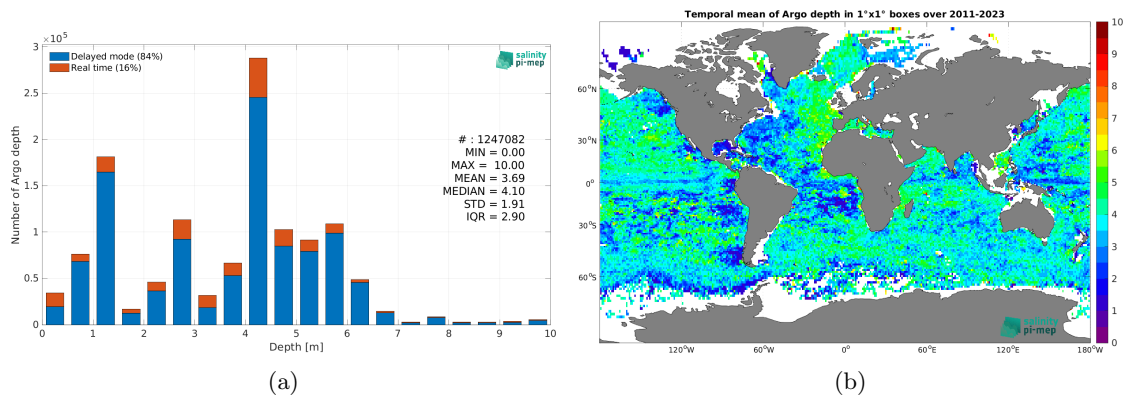 ×10⁵
3
2.5
2
1.5
1
0.5
0
Number of Argo depth
Delayed mode (84%)
Real time (16%)
salinity
pi-mep
# : 1247082
MIN = 0.00
MAX = 10.00
MEAN = 3.69
MEDIAN = 4.10
STD = 1.91
IQR = 2.90
0 1 2 3 4 5 6 7 8 9 10
Depth [m]
(a)
Temporal mean of Argo depth in 1°x1° boxes over 2011-2023
60°N
30°N
0°
30°S
60°S
120°W 60°W 0° 60°E 120°E 180°W
salinity
pi-mep
10
9
8
7
6
5
4
3
2
1
0
(b)